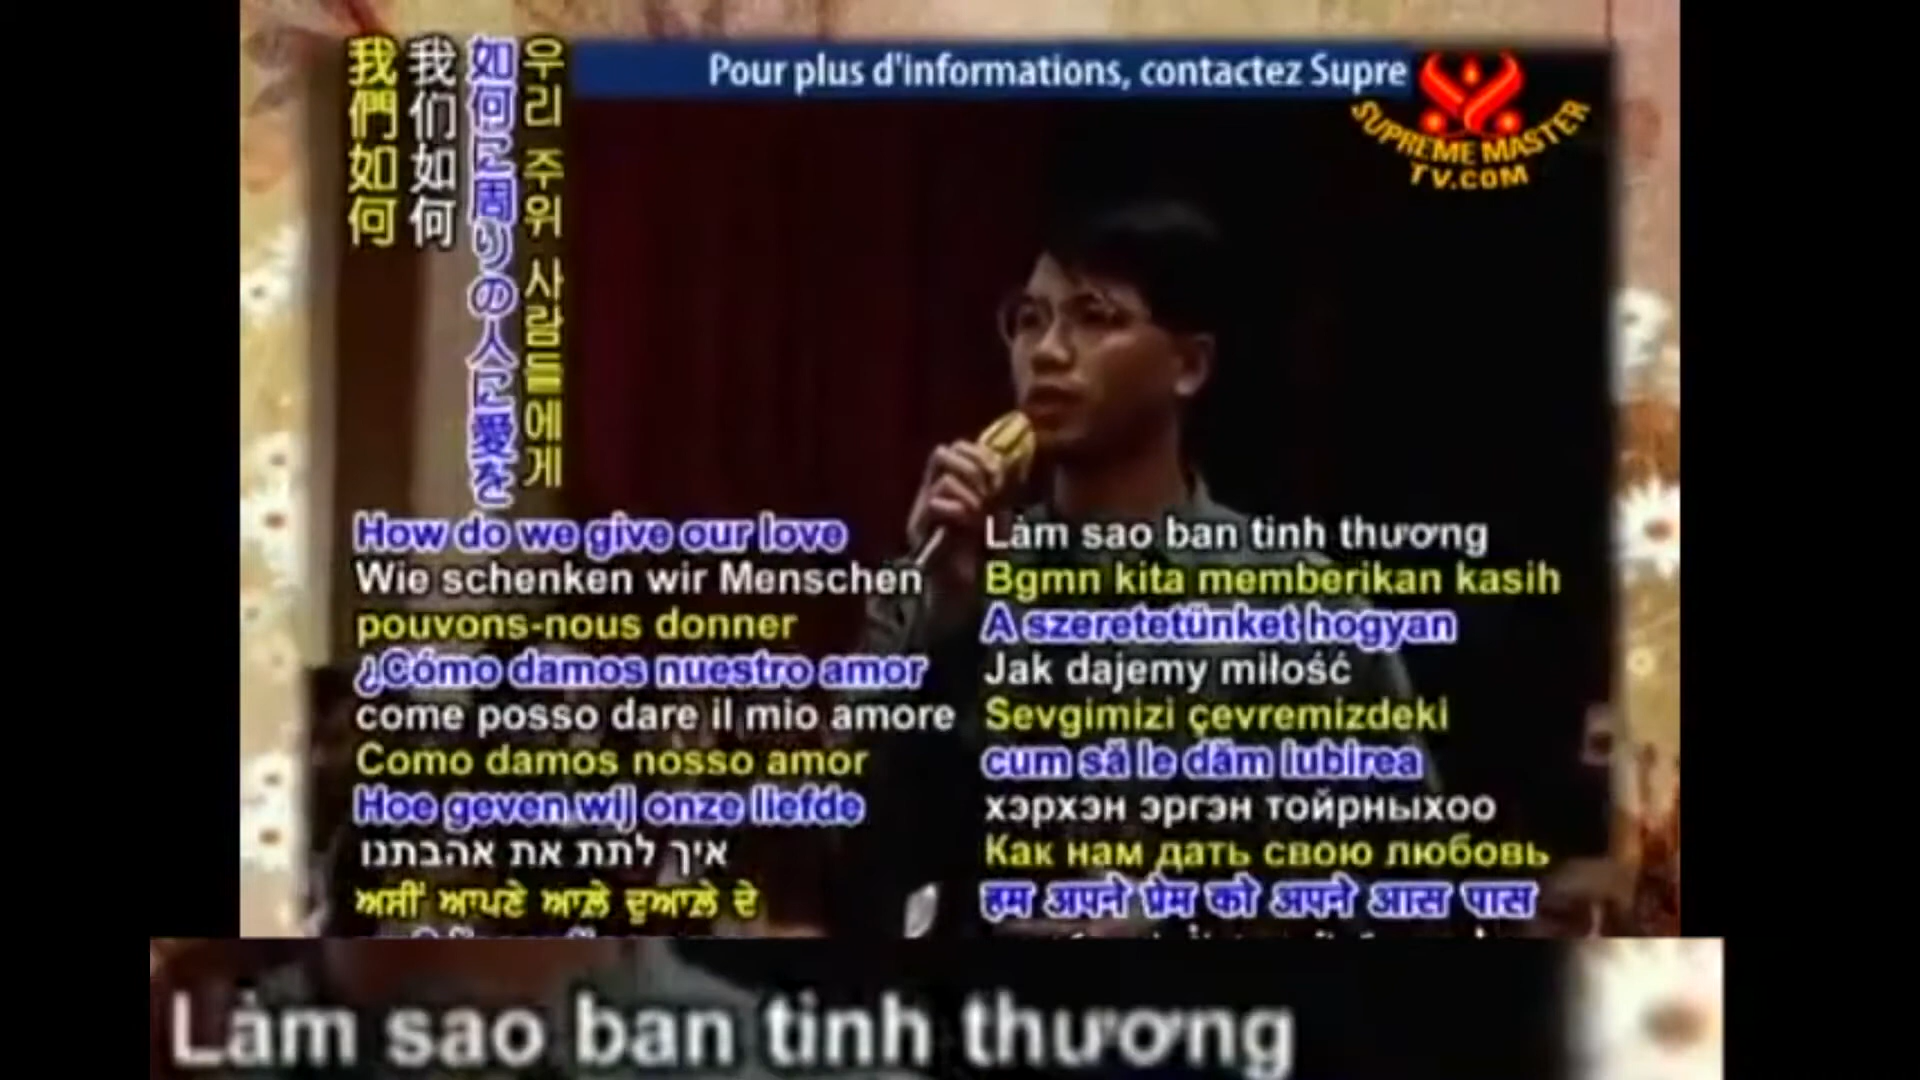 Pour plus d'informations, contactez Supre
SUPREME MASTER
TV.COM
我們如何
我们如何
如何に周りの人に愛を
우리 주위 사람들에게
How do we give our love
Wie schenken wir Menschen
pouvons-nous donner
¿Cómo damos nuestro amor
come posso dare il mio amore
Como damos nosso amor
Hoe geven wij onze liefde
איך לתת את אהבתנו
ਅਸੀਂ ਆਪਣੇ ਆਲੇ ਦੁਆਲੇ ਦੇ
Làm sao ban tình thương
Bgmn kita memberikan kasih
A szeretetünket hogyan
Jak dajemy miłość
Sevgimizi çevremizdeki
cum să le dăm iubirea
хэрхэн эргэн тойрныхоо
Как нам дать свою любовь
हम अपने प्रेम को अपने आस पास
Làm sao ban tình thương